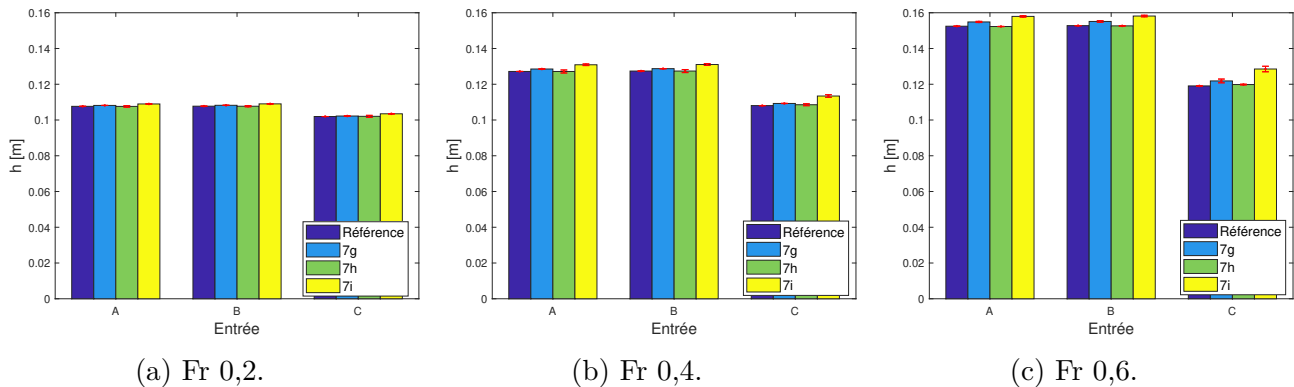 0.16
0.14
0.12
0.1
0.08
0.06
0.04
0.02
0
h [m]
A
B
C
Entrée
Référence
7g
7h
7i
(a) Fr 0,2.
0.16
0.14
0.12
0.1
0.08
0.06
0.04
0.02
0
h [m]
A
B
C
Entrée
Référence
7g
7h
7i
(b) Fr 0,4.
0.16
0.14
0.12
0.1
0.08
0.06
0.04
0.02
0
h [m]
A
B
C
Entrée
Référence
7g
7h
7i
(c) Fr 0,6.